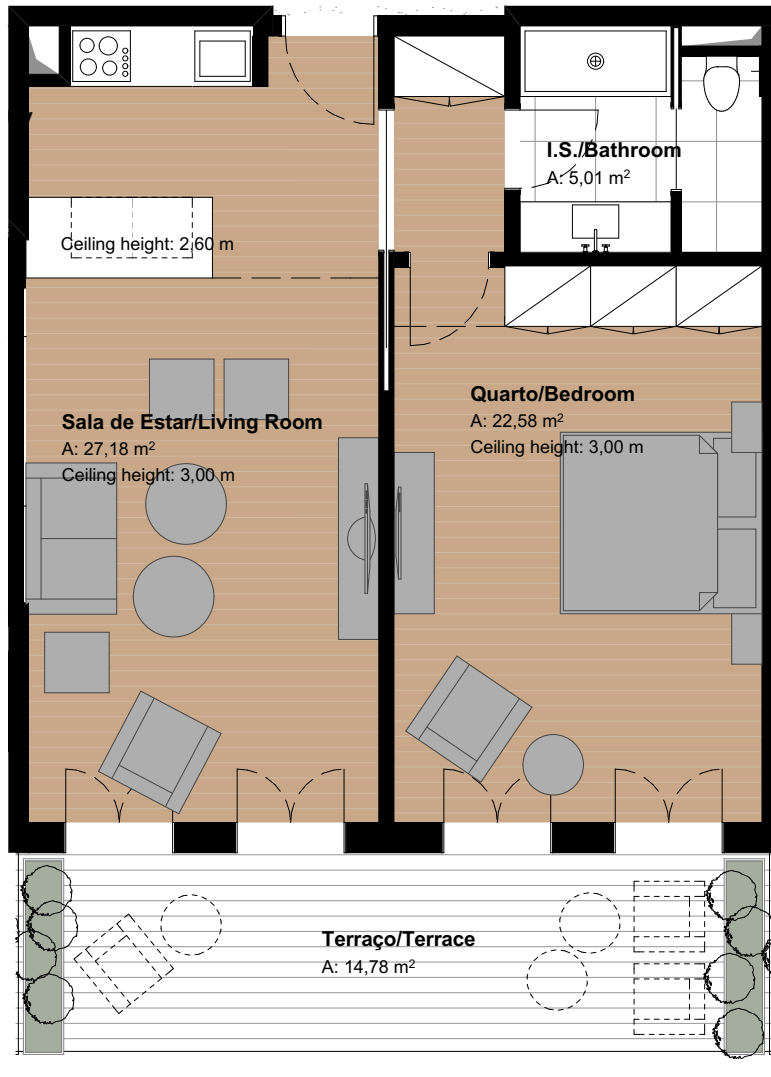 I.S./Bathroom
A: 5,01 m²
Ceiling height: 2,60 m
Quarto/Bedroom
A: 22,58 m²
Ceiling height: 3,00 m
Sala de Estar/Living Room
A: 27,18 m²
Ceiling height: 3,00 m
Terraço/Terrace
A: 14,78 m²